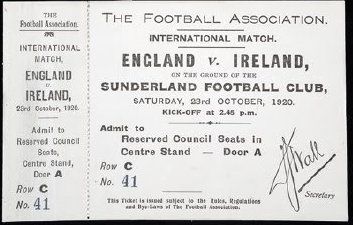 THE
Football Association.
INTERNATIONAL
MATCH.
ENGLAND
v.
IRELAND,
23rd October, 1920.
Admit to
Reserved Council
Seats,
Centre Stand,
Door A
Row C
No. 41
THE FOOTBALL ASSOCIATION.
INTERNATIONAL MATCH.
ENGLAND v. IRELAND,
ON THE GROUND OF THE
SUNDERLAND FOOTBALL CLUB,
SATURDAY, 23rd OCTOBER, 1920.
KICK-OFF at 2.45 p.m.
Admit to
Reserved Council Seats in
Centre Stand — Door A
Row C
No. 41
Wall
Secretary
This Ticket is issued subject to the Rules, Regulations
and Bye-Laws of The Football Association.